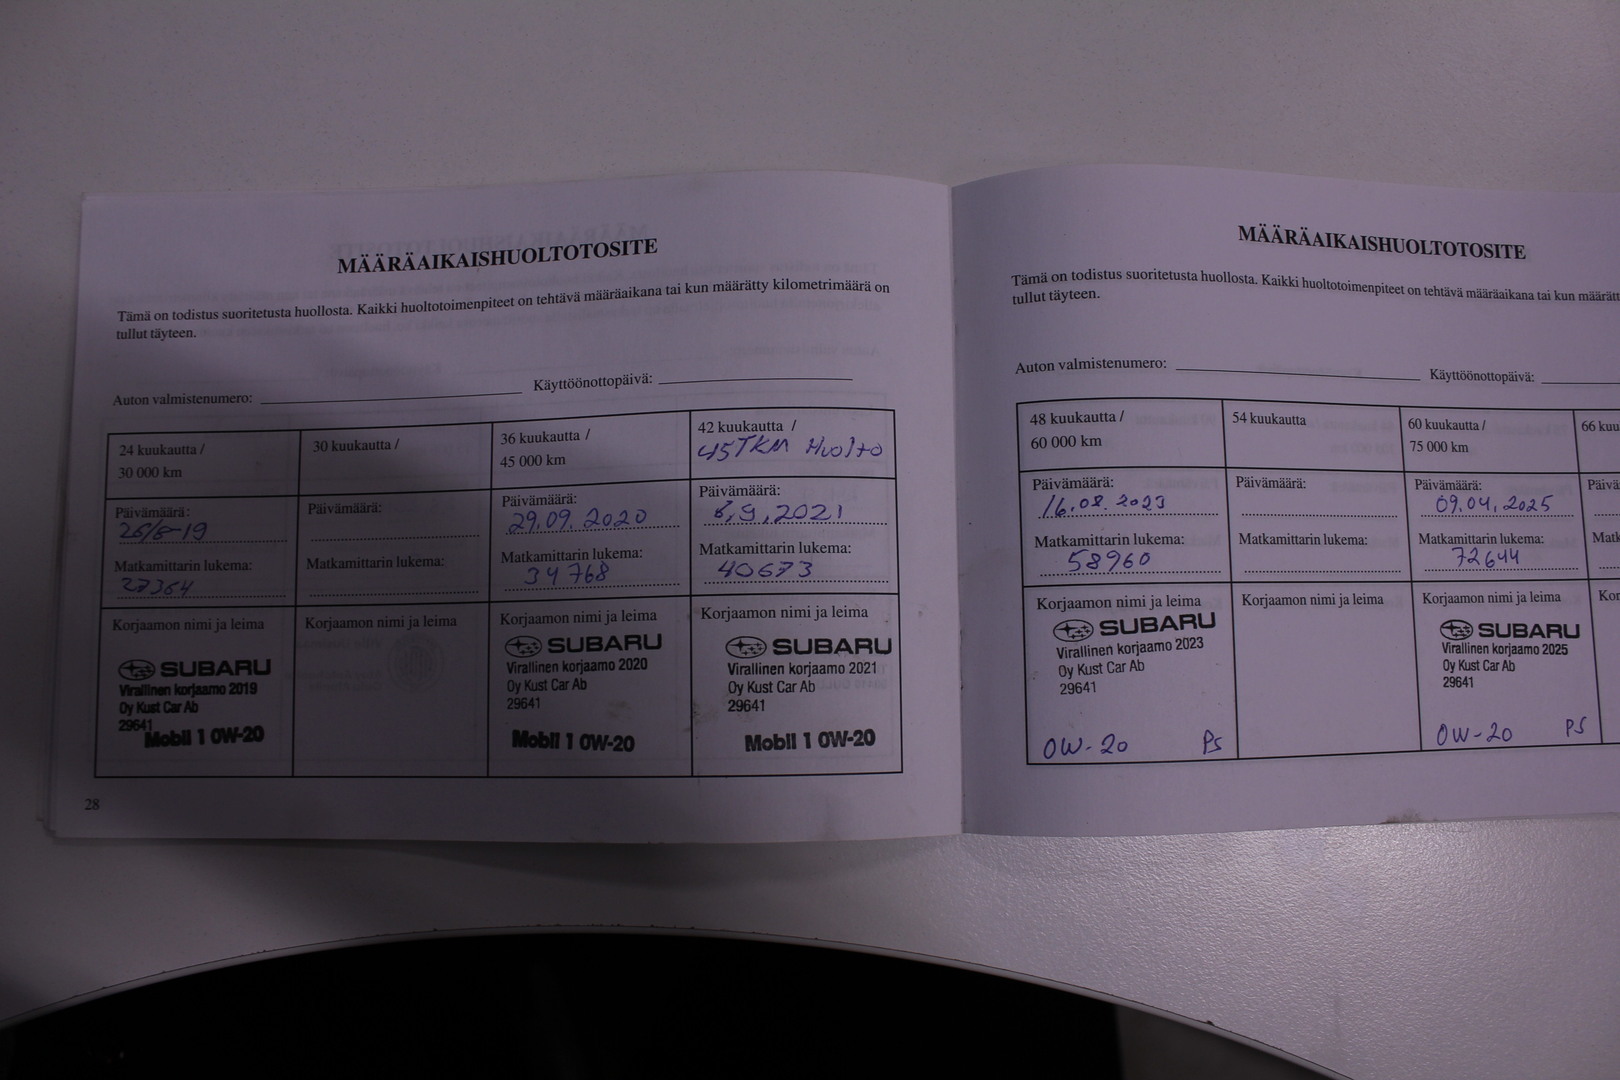 MÄÄRÄAIKAISHUOLTOTOSITE
Tämä on todistus suoritetusta huollosta. Kaikki huoltotoimenpiteet on tehtävä määräaikana tai kun määrätty kilometrimäärä on
tullut täyteen.
Auton valmistenumero:
Käyttöönottopäivä:
24 kuukautta /
30 000 km
Päivämäärä:
26/6-19
Matkamittarin lukema:
27364
Korjaamon nimi ja leima
SUBARU
Virallinen korjaamo 2019
Oy Kust Car Ab
29641
Mobil 1 0W-20
30 kuukautta /
Päivämäärä:
Matkamittarin lukema:
Korjaamon nimi ja leima
36 kuukautta /
45 000 km
Päivämäärä:
29.09.2020
Matkamittarin lukema:
34768
Korjaamon nimi ja leima
SUBARU
Virallinen korjaamo 2020
Oy Kust Car Ab
29641
Mobil 1 0W-20
42 kuukautta /
45TKM Huolto
Päivämäärä:
8.9.2021
Matkamittarin lukema:
40673
Korjaamon nimi ja leima
SUBARU
Virallinen korjaamo 2021
Oy Kust Car Ab
29641
Mobil 1 0W-20
28
MÄÄRÄAIKAISHUOLTOTOSITE
Tämä on todistus suoritetusta huollosta. Kaikki huoltotoimenpiteet on tehtävä määräaikana tai kun määrätt
tullut täyteen.
Auton valmistenumero:
Käyttöönottopäivä:
48 kuukautta /
60 000 km
Päivämäärä:
16.08.2023
Matkamittarin lukema:
58960
Korjaamon nimi ja leima
SUBARU
Virallinen korjaamo 2023
Oy Kust Car Ab
29641
0W-20 PS
54 kuukautta
Päivämäärä:
Matkamittarin lukema:
Korjaamon nimi ja leima
60 kuukautta /
75 000 km
Päivämäärä:
09.04.2025
Matkamittarin lukema:
72644
Korjaamon nimi ja leima
SUBARU
Virallinen korjaamo 2025
Oy Kust Car Ab
29641
0W-20 PS
66 kuu
Päivä
Matk
Kor